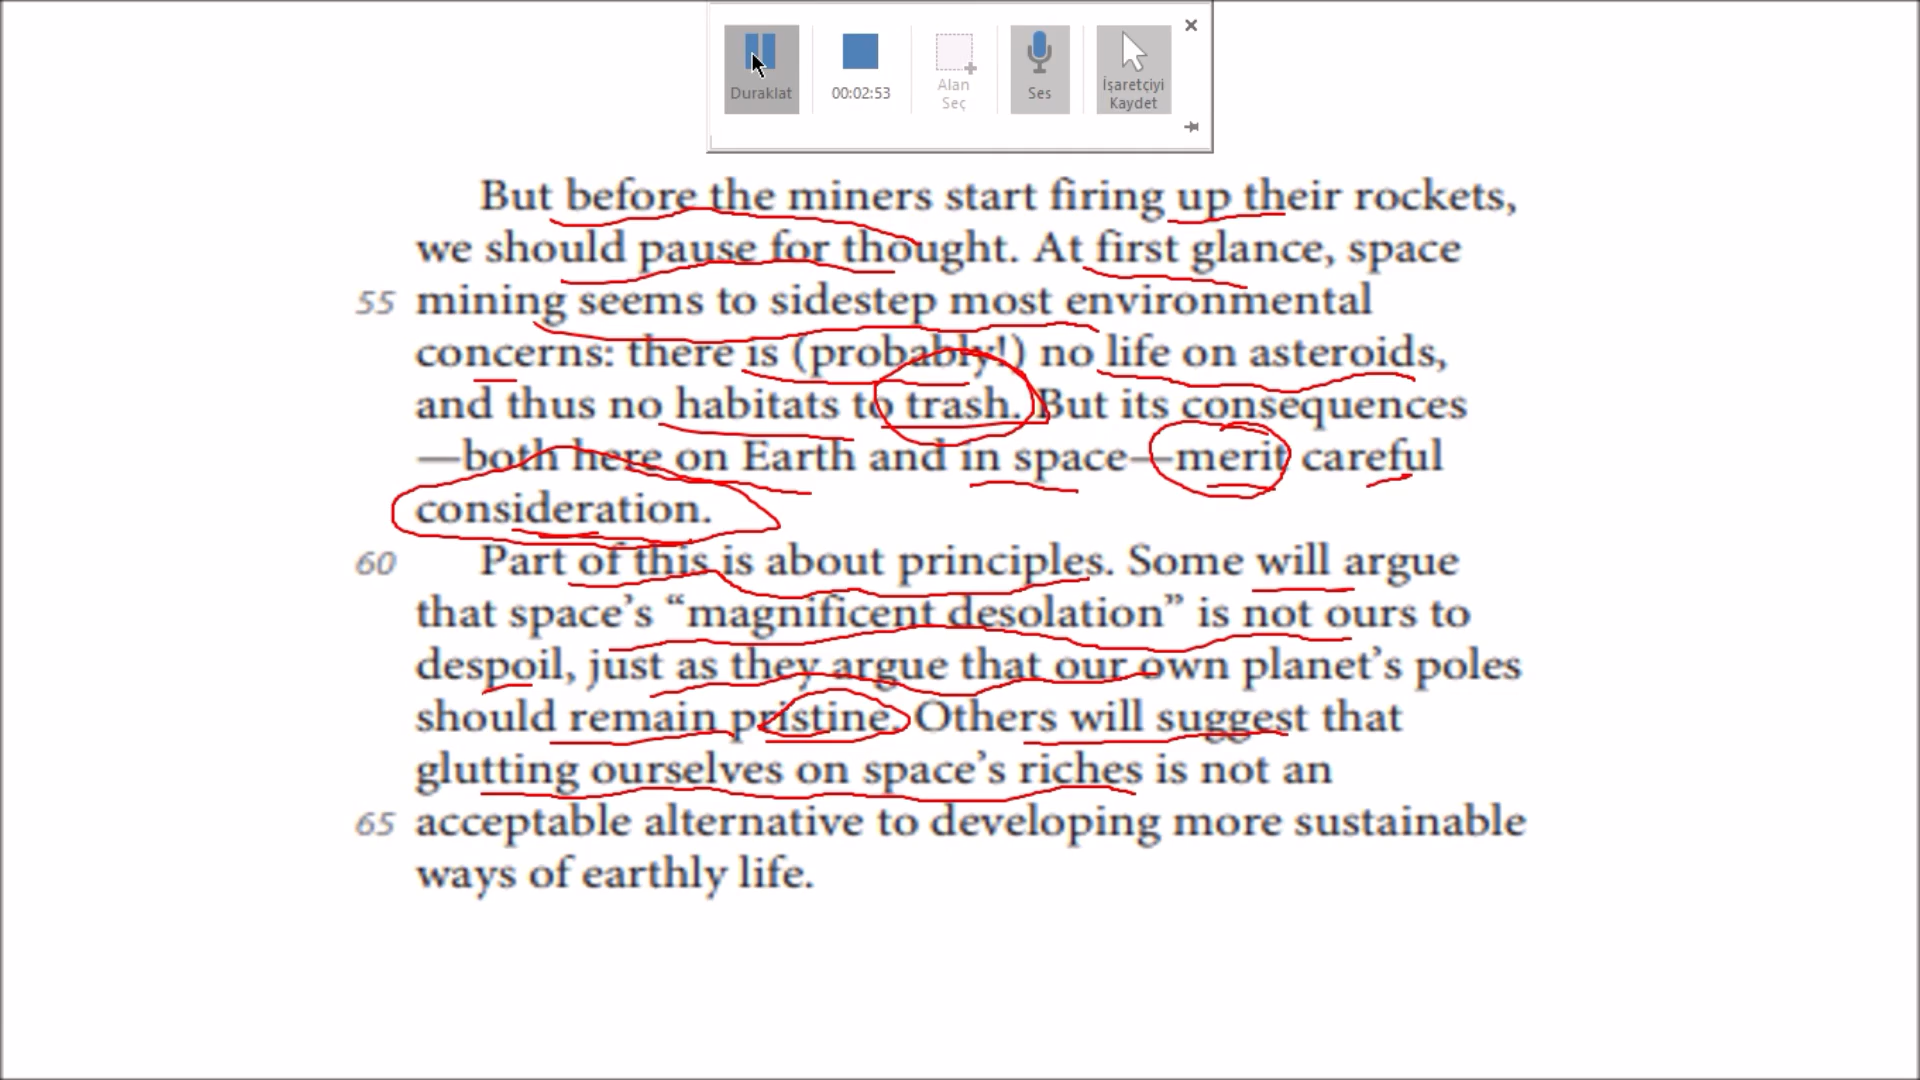 Duraklat
00:02:53
Alan
Seç
Ses
İşaretçiyi
Kaydet
But before the miners start firing up their rockets,
we should pause for thought. At first glance, space
55 mining seems to sidestep most environmental
concerns: there is (probably!) no life on asteroids,
and thus no habitats to trash. But its consequences
—both here on Earth and in space—merit careful
consideration.
60 Part of this is about principles. Some will argue
that space’s “magnificent desolation” is not ours to
despoil, just as they argue that our own planet’s poles
should remain pristine. Others will suggest that
glutting ourselves on space’s riches is not an
65 acceptable alternative to developing more sustainable
ways of earthly life.